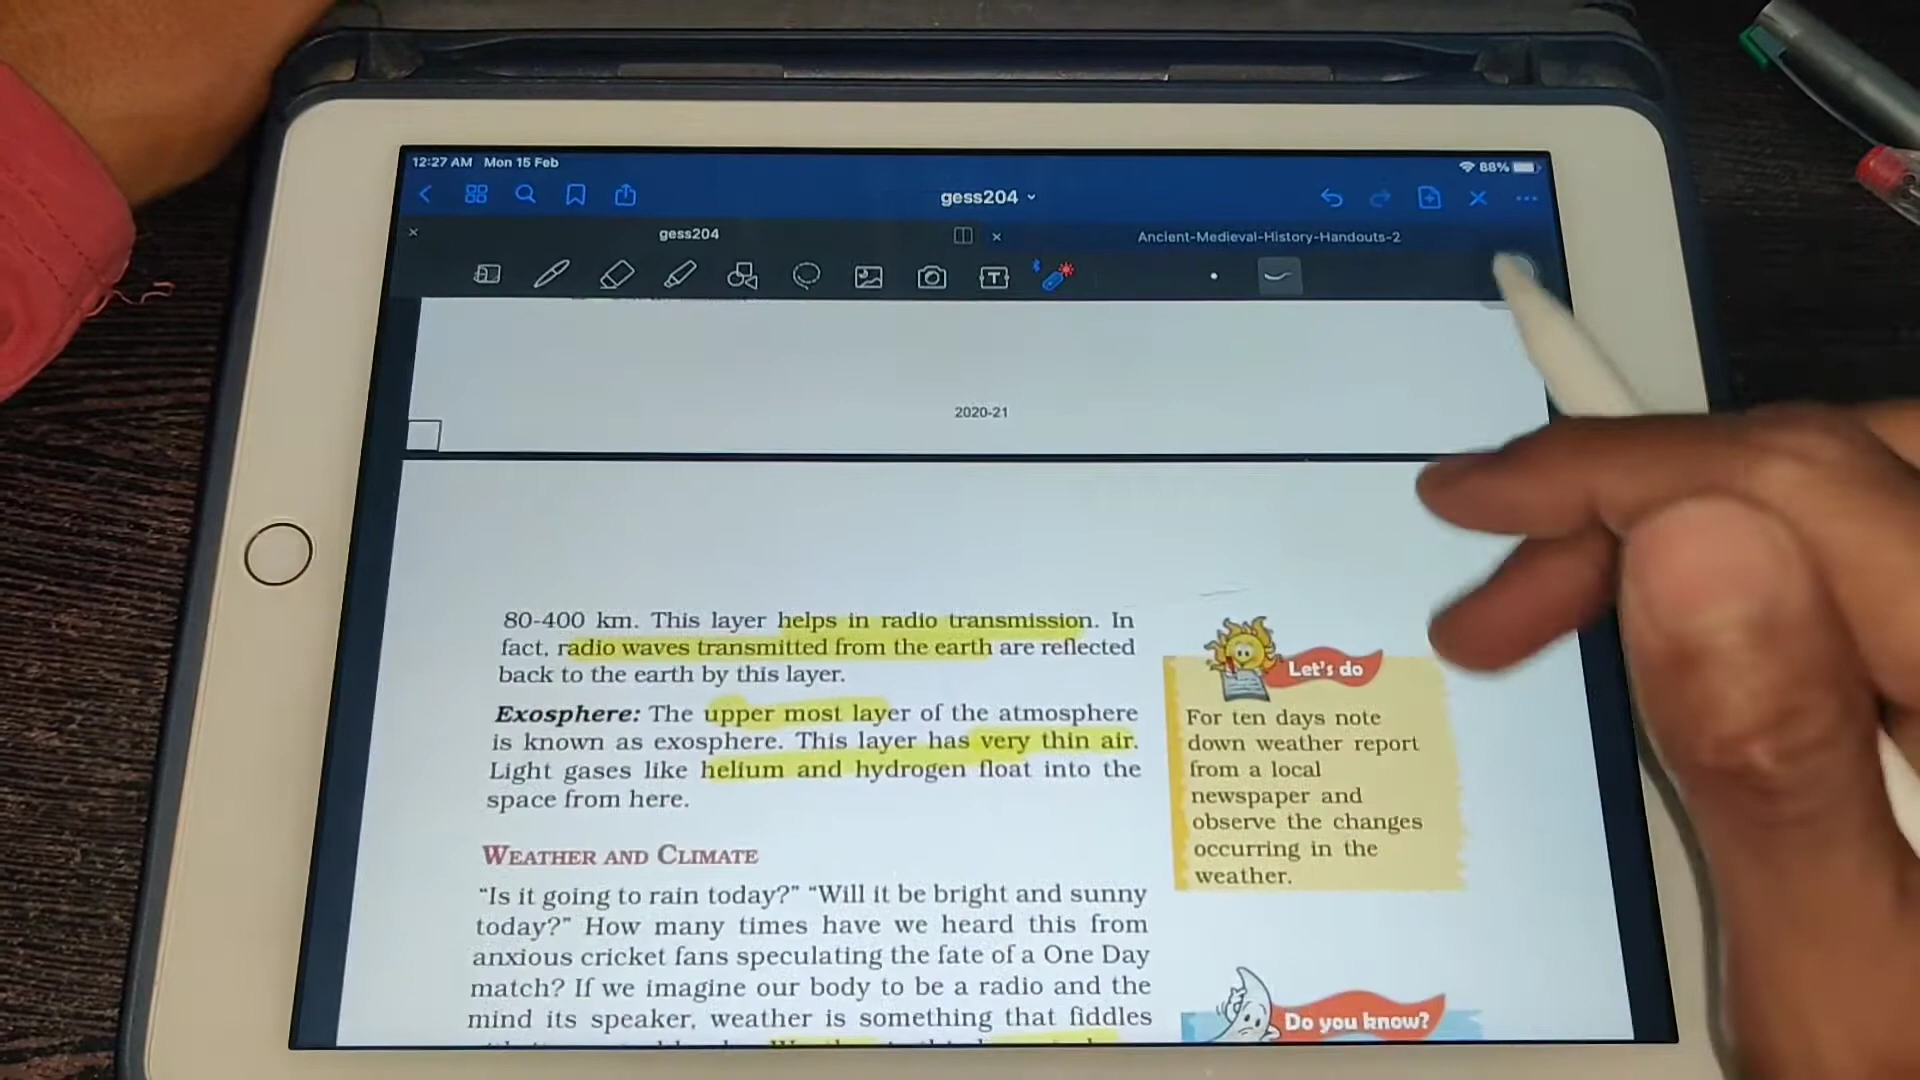 12:27 AM Mon 15 Feb
88%
gess204
gess204
Ancient-Medieval-History-Handouts-2
2020-21
80-400 km. This layer helps in radio transmission. In
fact, radio waves transmitted from the earth are reflected
back to the earth by this layer.
Exosphere: The upper most layer of the atmosphere
is known as exosphere. This layer has very thin air.
Light gases like helium and hydrogen float into the
space from here.
WEATHER AND CLIMATE
“Is it going to rain today?” “Will it be bright and sunny
today?” How many times have we heard this from
anxious cricket fans speculating the fate of a One Day
match? If we imagine our body to be a radio and the
mind its speaker, weather is something that fiddles
Let's do
For ten days note
down weather report
from a local
newspaper and
observe the changes
occurring in the
weather.
Do you know?